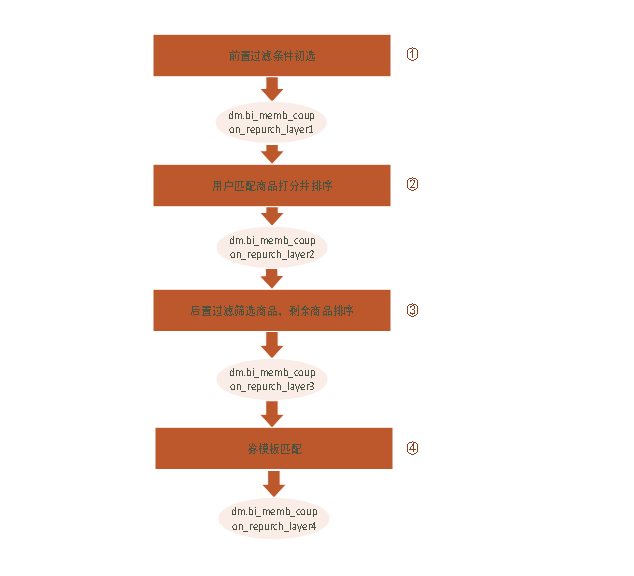 前置过滤条件初选
①
dm.bi_memb_coup
on_repurch_layer1
用户匹配商品打分并排序
②
dm.bi_memb_coup
on_repurch_layer2
后置过滤筛选商品、剩余商品排序
③
dm.bi_memb_coup
on_repurch_layer3
券模板匹配
④
dm.bi_memb_coup
on_repurch_layer4